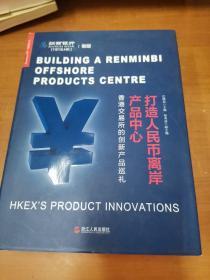 BUILDING A RENMINBI
OFFSHORE
PRODUCTS CENTRE
打造人民币离岸
产品中心
香港交易所的创新产品巡礼
HKEX'S PRODUCT INNOVATIONS
浙江人民出版社